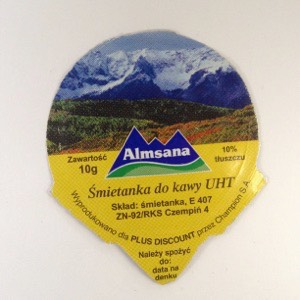 Almsana
Zawartość
10g
10%
tłuszczu
Śmietanka do kawy UHT
Skład: śmietanka, E 407
ZN-92/RKS Czempiń 4
Wyprodukowano dla PLUS DISCOUNT przez Champion S.A.
Należy spożyć
do:
data na
denku